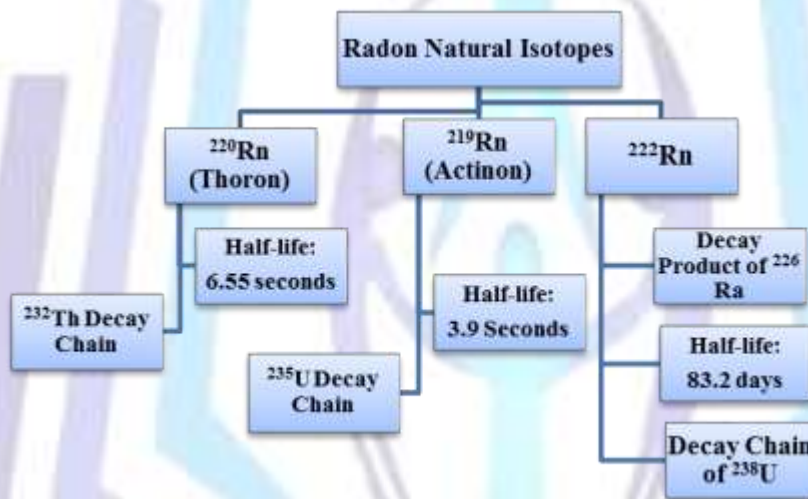 Radon Natural Isotopes
²²⁰Rn
(Thoron)
Half-life:
6.55 seconds
²³²Th Decay
Chain
²¹⁹Rn
(Actinon)
Half-life:
3.9 Seconds
²³⁵U Decay
Chain
²²²Rn
Decay
Product of ²²⁶
Ra
Half-life:
83.2 days
Decay Chain
of ²³⁸U